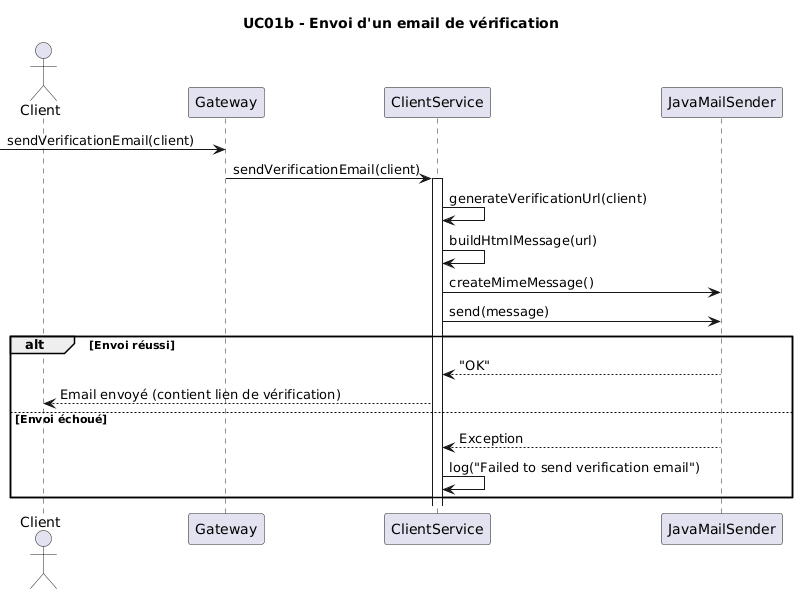 UC01b - Envoi d'un email de vérification
Client
Gateway
ClientService
JavaMailSender
sendVerificationEmail(client)
sendVerificationEmail(client)
generateVerificationUrl(client)
buildHtmlMessage(url)
createMimeMessage()
send(message)
alt
[Envoi réussi]
"OK"
Email envoyé (contient lien de vérification)
[Envoi échoué]
Exception
log("Failed to send verification email")
Client
Gateway
ClientService
JavaMailSender